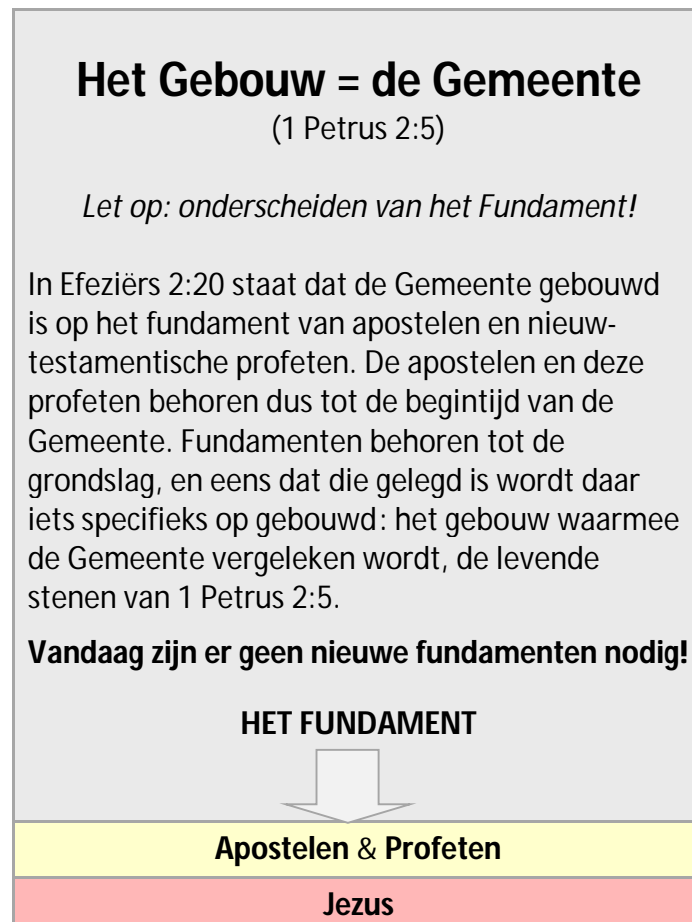 Het Gebouw = de Gemeente
(1 Petrus 2:5)
Let op: onderscheiden van het Fundament!
In Efeziërs 2:20 staat dat de Gemeente gebouwd
is op het fundament van apostelen en nieuw-
testamentische profeten. De apostelen en deze
profeten behoren dus tot de begintijd van de
Gemeente. Fundamenten behoren tot de
grondslag, en eens dat die gelegd is wordt daar
iets specifieks op gebouwd: het gebouw waarmee
de Gemeente vergeleken wordt, de levende
stenen van 1 Petrus 2:5.
Vandaag zijn er geen nieuwe fundamenten nodig!
HET FUNDAMENT
Apostelen & Profeten
Jezus